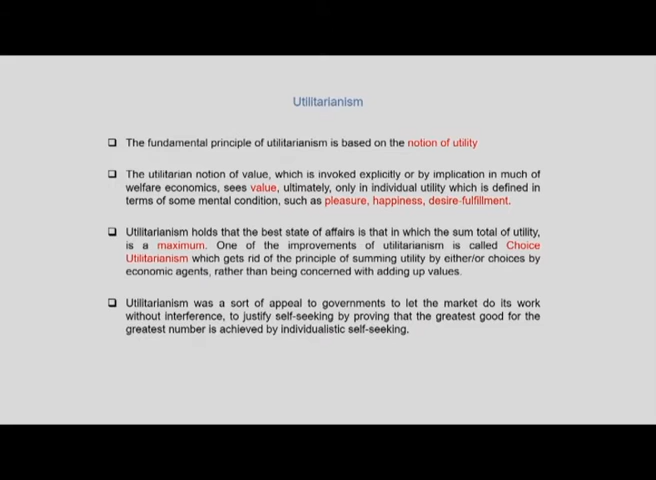 Utilitarianism
❑ The fundamental principle of utilitarianism is based on the notion of utility
❑ The utilitarian notion of value, which is invoked explicitly or by implication in much of
welfare economics, sees value, ultimately, only in individual utility which is defined in
terms of some mental condition, such as pleasure, happiness, desire-fulfillment.
❑ Utilitarianism holds that the best state of affairs is that in which the sum total of utility,
is a maximum. One of the improvements of utilitarianism is called Choice
Utilitarianism which gets rid of the principle of summing utility by either/or choices by
economic agents, rather than being concerned with adding up values.
❑ Utilitarianism was a sort of appeal to governments to let the market do its work
without interference, to justify self-seeking by proving that the greatest good for the
greatest number is achieved by individualistic self-seeking.